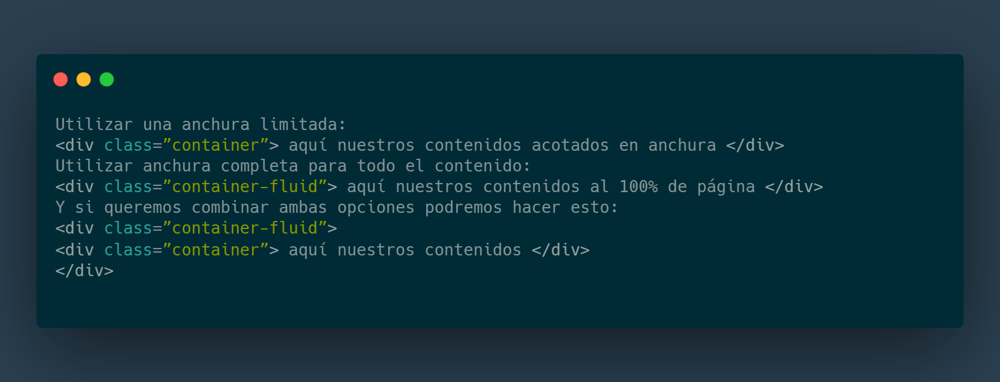 Utilizar una anchura limitada:
<div class=”container”> aquí nuestros contenidos acotados en anchura </div>
Utilizar anchura completa para todo el contenido:
<div class=”container-fluid”> aquí nuestros contenidos al 100% de página </div>
Y si queremos combinar ambas opciones podremos hacer esto:
<div class=”container-fluid”>
<div class=”container”> aquí nuestros contenidos </div>
</div>